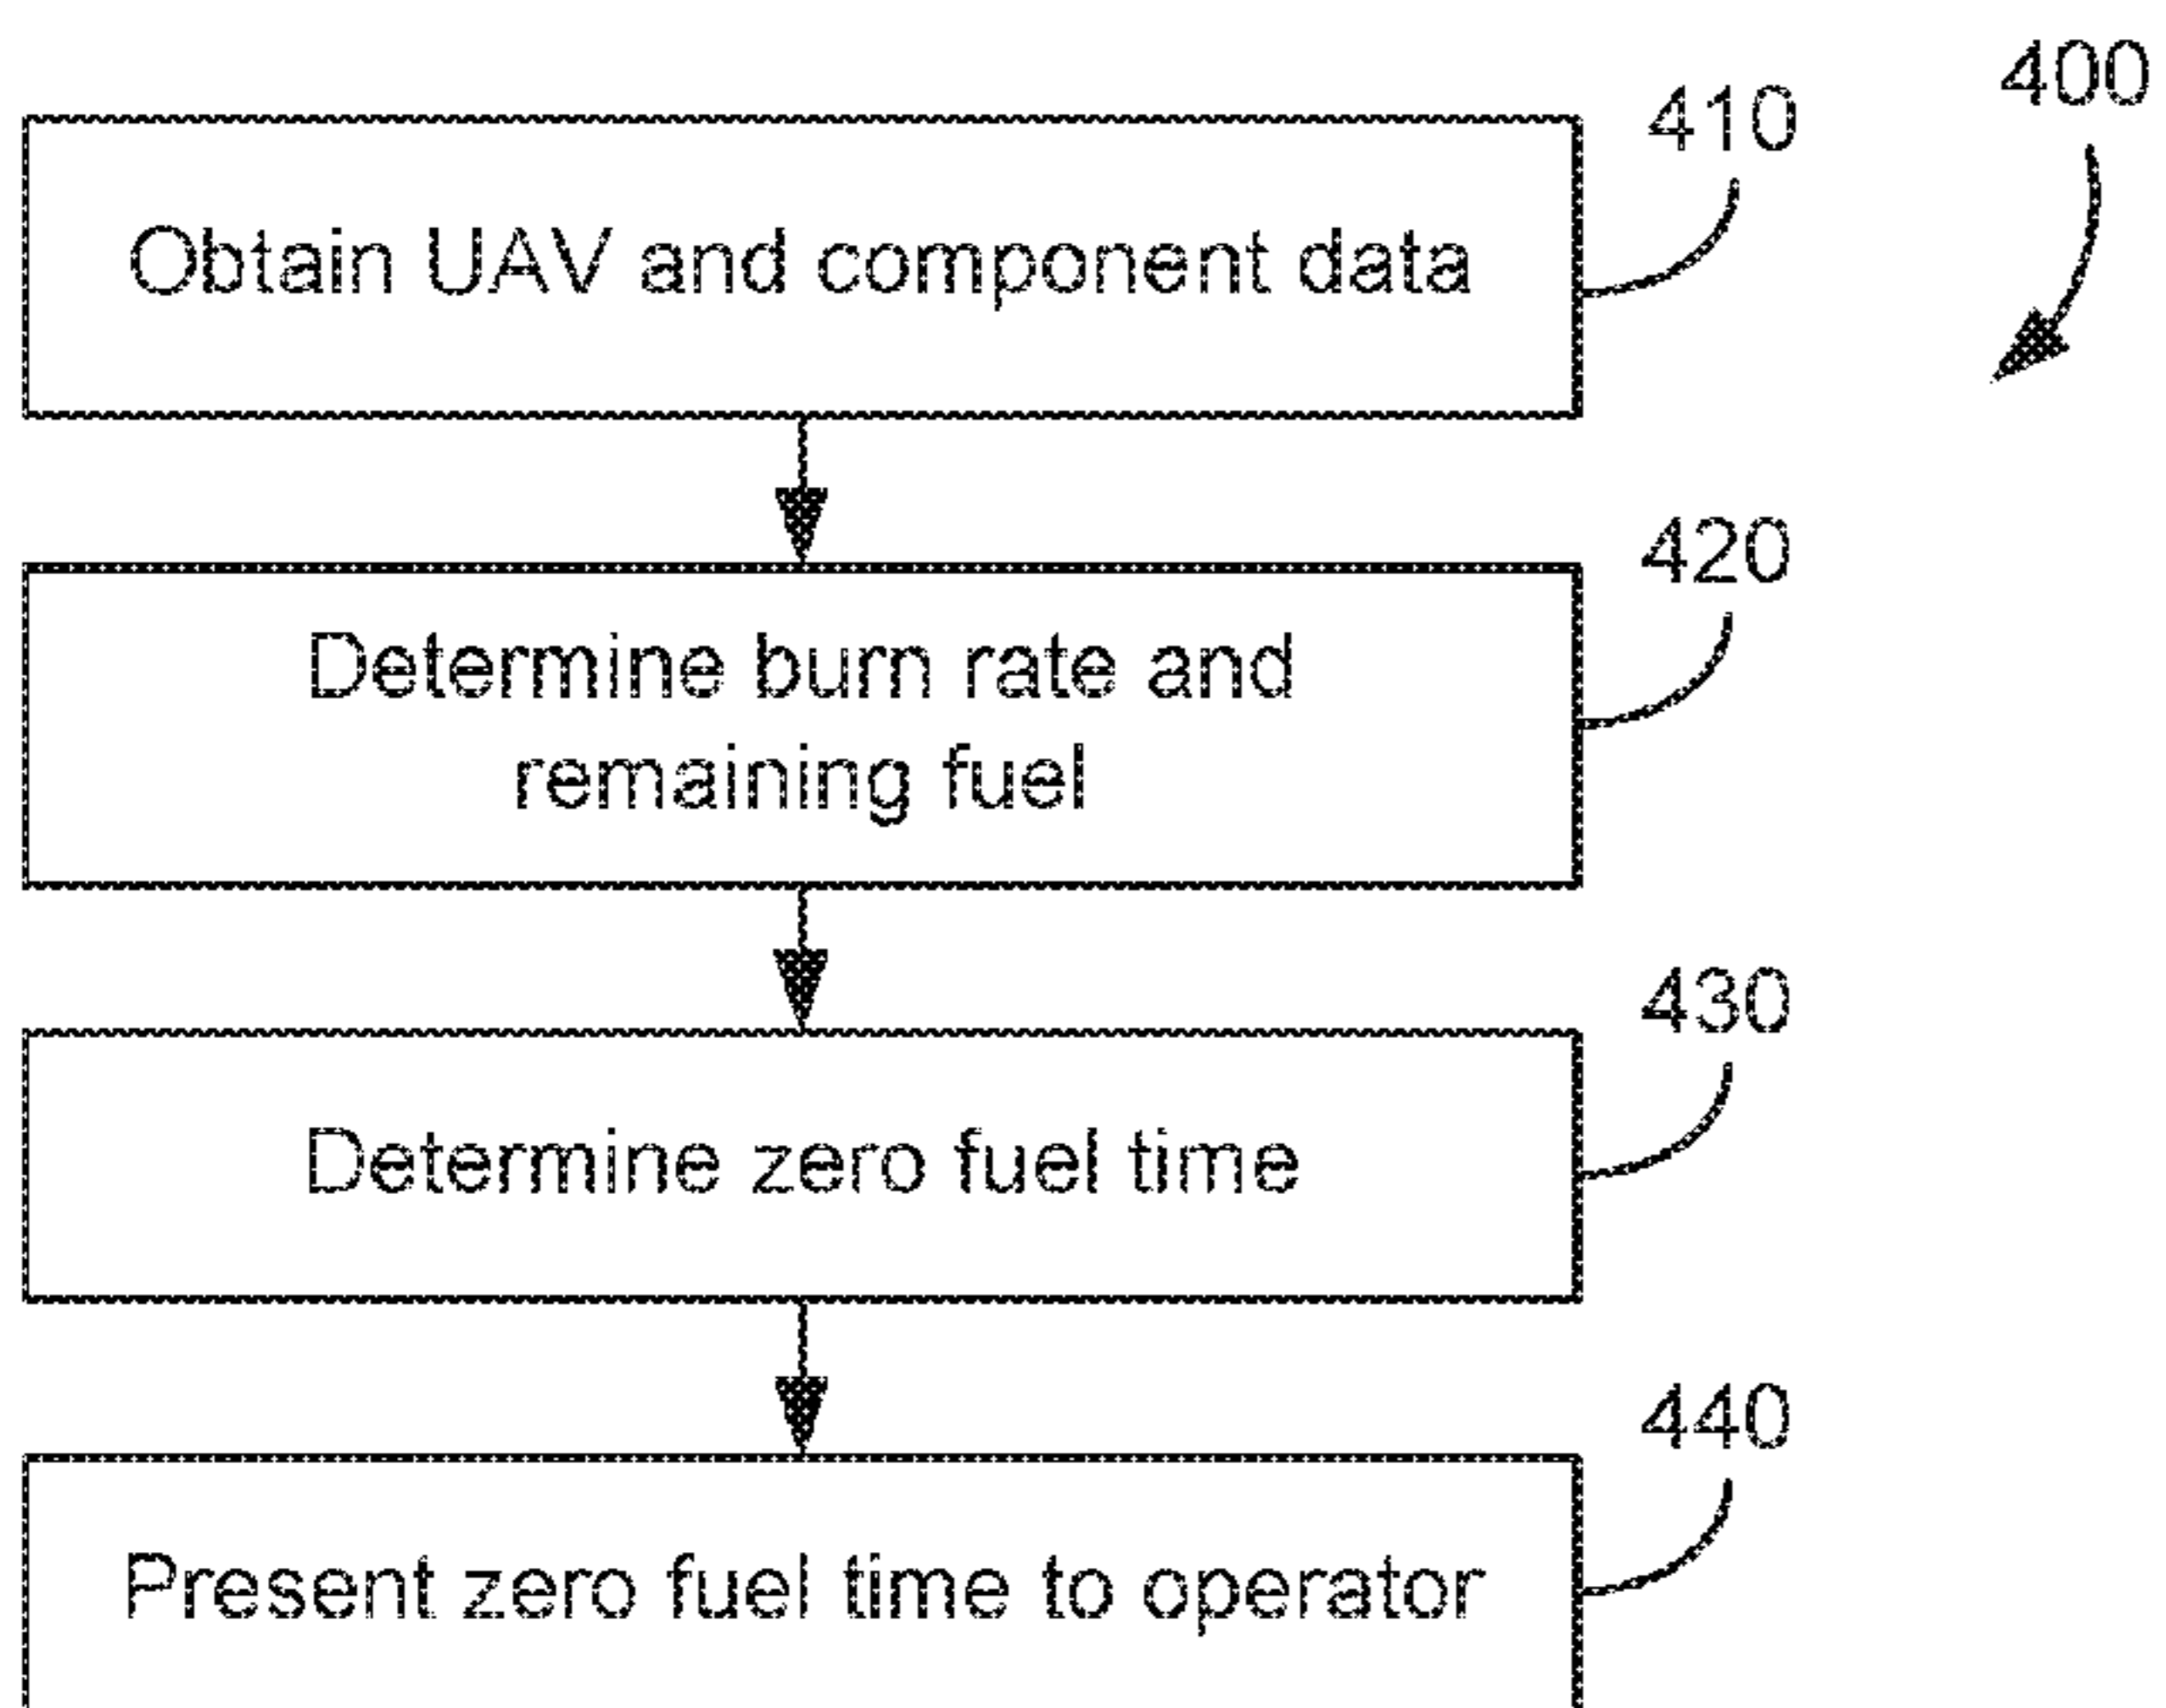 400
410
Obtain UAV and component data
420
Determine burn rate and
remaining fuel
430
Determine zero fuel time
440
Present zero fuel time to operator